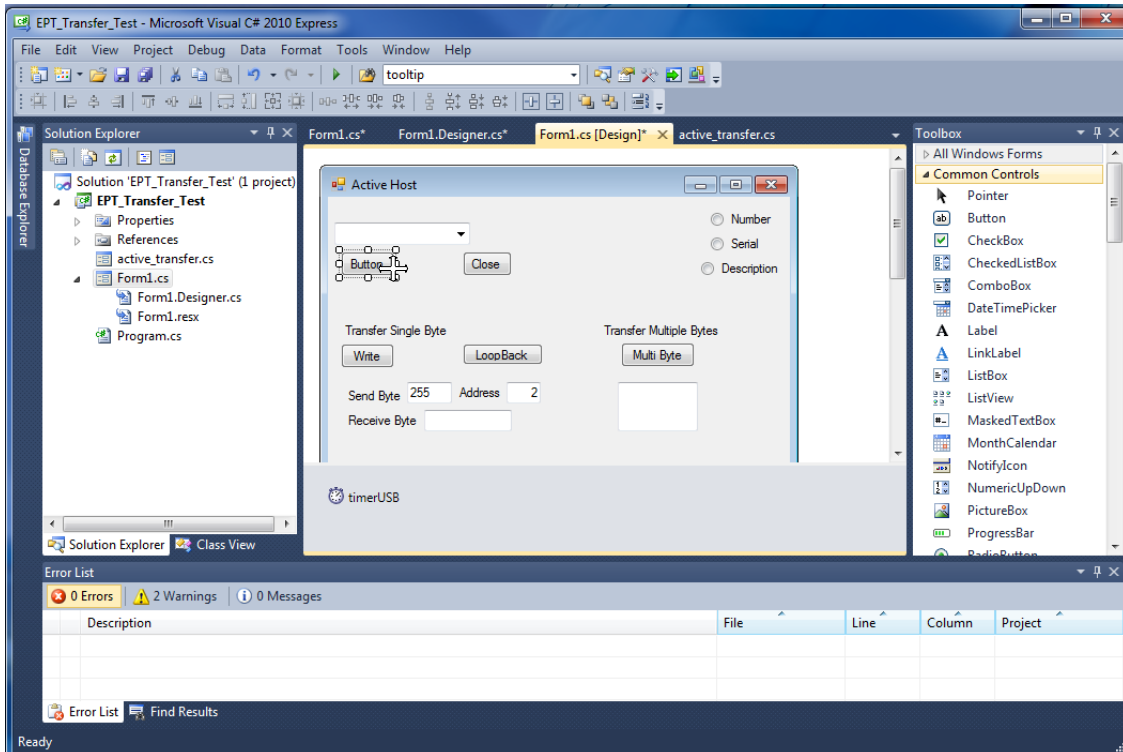 EPT_Transfer_Test - Microsoft Visual C# 2010 Express
File Edit View Project Debug Data Format Tools Window Help
tooltip
Database Explorer
Solution Explorer
Solution 'EPT_Transfer_Test' (1 project)
EPT_Transfer_Test
Properties
References
active_transfer.cs
Form1.cs
Form1.Designer.cs
Form1.resx
Program.cs
Solution Explorer Class View
Form1.cs* Form1.Designer.cs* Form1.cs [Design]* active_transfer.cs
Active Host
Number
Serial
Description
Button Close
Transfer Single Byte Transfer Multiple Bytes
Write LoopBack Multi Byte
Send Byte 255 Address 2
Receive Byte
timerUSB
Toolbox
All Windows Forms
Common Controls
Pointer
Button
CheckBox
CheckedListBox
ComboBox
DateTimePicker
Label
LinkLabel
ListBox
ListView
MaskedTextBox
MonthCalendar
NotifyIcon
NumericUpDown
PictureBox
ProgressBar
RadioButton
Error List
0 Errors 2 Warnings 0 Messages
Description File Line Column Project
Error List Find Results
Ready